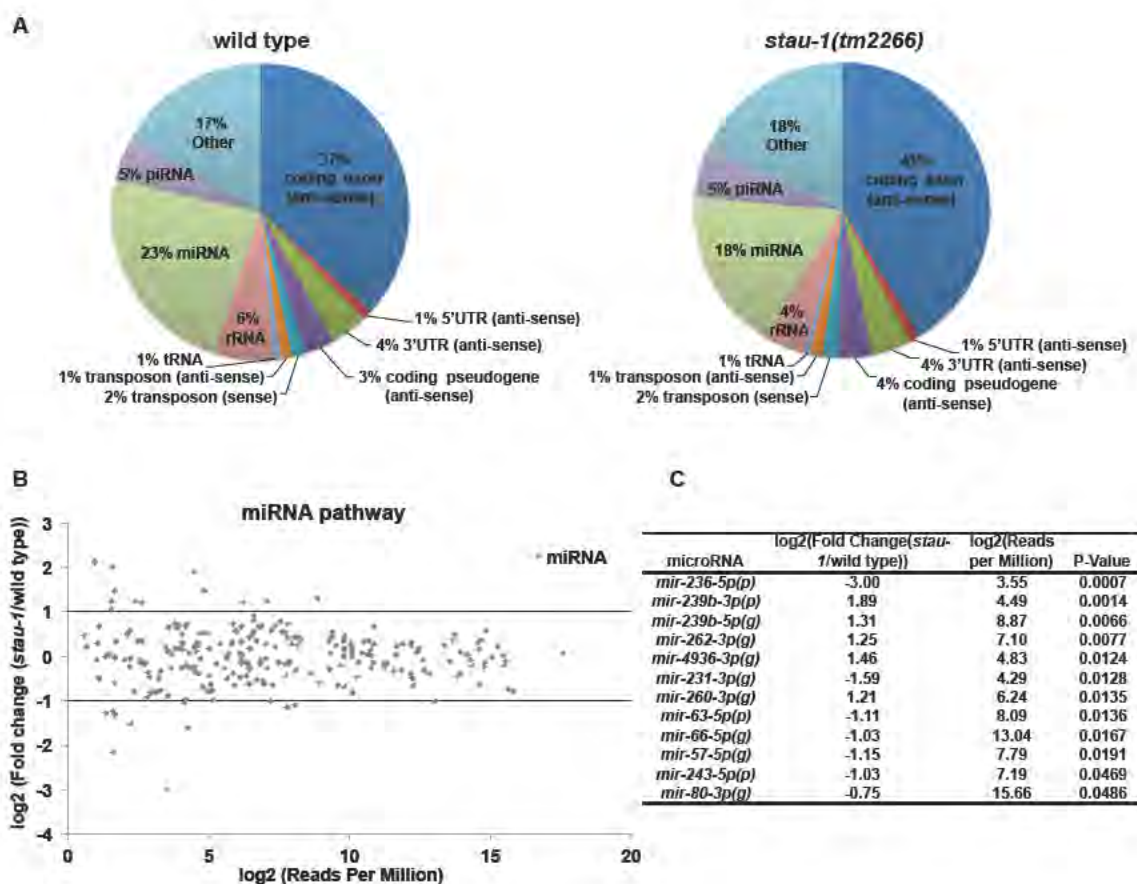 A
wild type
17%
Other
5% piRNA
23% miRNA
6%
rRNA
37%
coding exon
(anti-sense)
1% 5'UTR (anti-sense)
4% 3'UTR (anti-sense)
3% coding pseudogene
(anti-sense)
1% tRNA
1% transposon (anti-sense)
2% transposon (sense)
stau-1(tm2266)
18%
Other
5% piRNA
18% miRNA
4%
rRNA
41%
coding exon
(anti-sense)
1% 5'UTR (anti-sense)
4% 3'UTR (anti-sense)
4% coding pseudogene
(anti-sense)
1% tRNA
1% transposon (anti-sense)
2% transposon (sense)
B
miRNA pathway
miRNA
log2 (Fold change (stau-1/wild type))
3
2
1
0
-1
-2
-3
-4
0 5 10 15 20
log2 (Reads Per Million)
C
microRNA log2(Fold Change(stau-1/wild type)) log2(Reads per Million) P-Value
mir-236-5p(p) -3.00 3.55 0.0007
mir-239b-3p(p) 1.89 4.49 0.0014
mir-239b-5p(g) 1.31 8.87 0.0066
mir-262-3p(g) 1.25 7.10 0.0077
mir-4936-3p(g) 1.46 4.83 0.0124
mir-231-3p(g) -1.59 4.29 0.0128
mir-260-3p(g) 1.21 6.24 0.0135
mir-63-5p(p) -1.11 8.09 0.0136
mir-66-5p(g) -1.03 13.04 0.0167
mir-57-5p(g) -1.15 7.79 0.0191
mir-243-5p(p) -1.03 7.19 0.0469
mir-80-3p(g) -0.75 15.66 0.0486